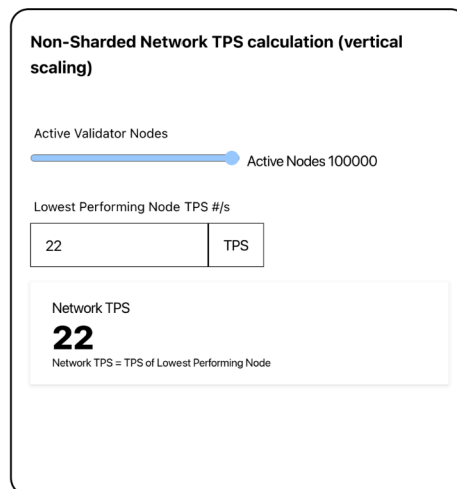 Non-Sharded Network TPS calculation (vertical
scaling)
Active Validator Nodes
Active Nodes 100000
Lowest Performing Node TPS #/s
22 TPS
Network TPS
22
Network TPS = TPS of Lowest Performing Node